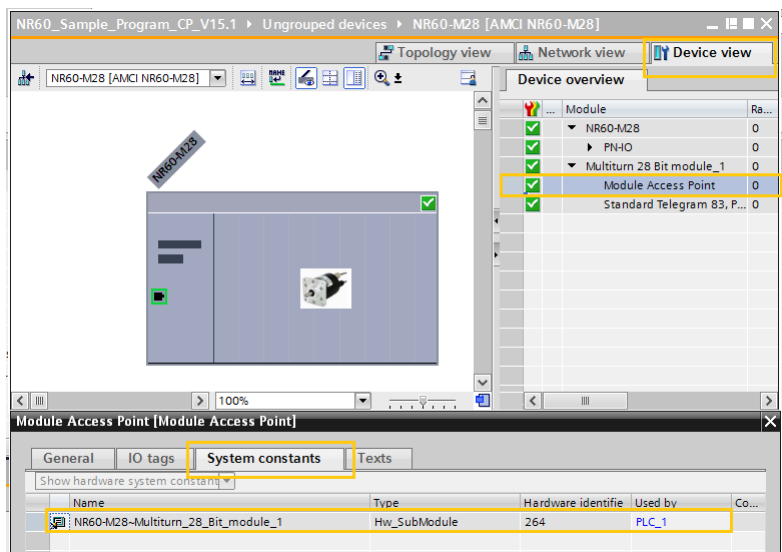 NR60_Sample_Program_CP_V15.1 ▸ Ungrouped devices ▸ NR60-M28 [AMCI NR60-M28]
Topology view Network view Device view
NR60-M28 [AMCI NR60-M28]
Device overview
... Module Ra...
NR60-M28 0
PN-IO 0
Multiturn 28 Bit module_1 0
Module Access Point 0
Standard Telegram 83, P... 0
NR60-M28
100%
Module Access Point [Module Access Point]
General IO tags System constants Texts
Show hardware system constant
Name Type Hardware identifie Used by Co...
NR60-M28~Multiturn_28_Bit_module_1 Hw_SubModule 264 PLC_1